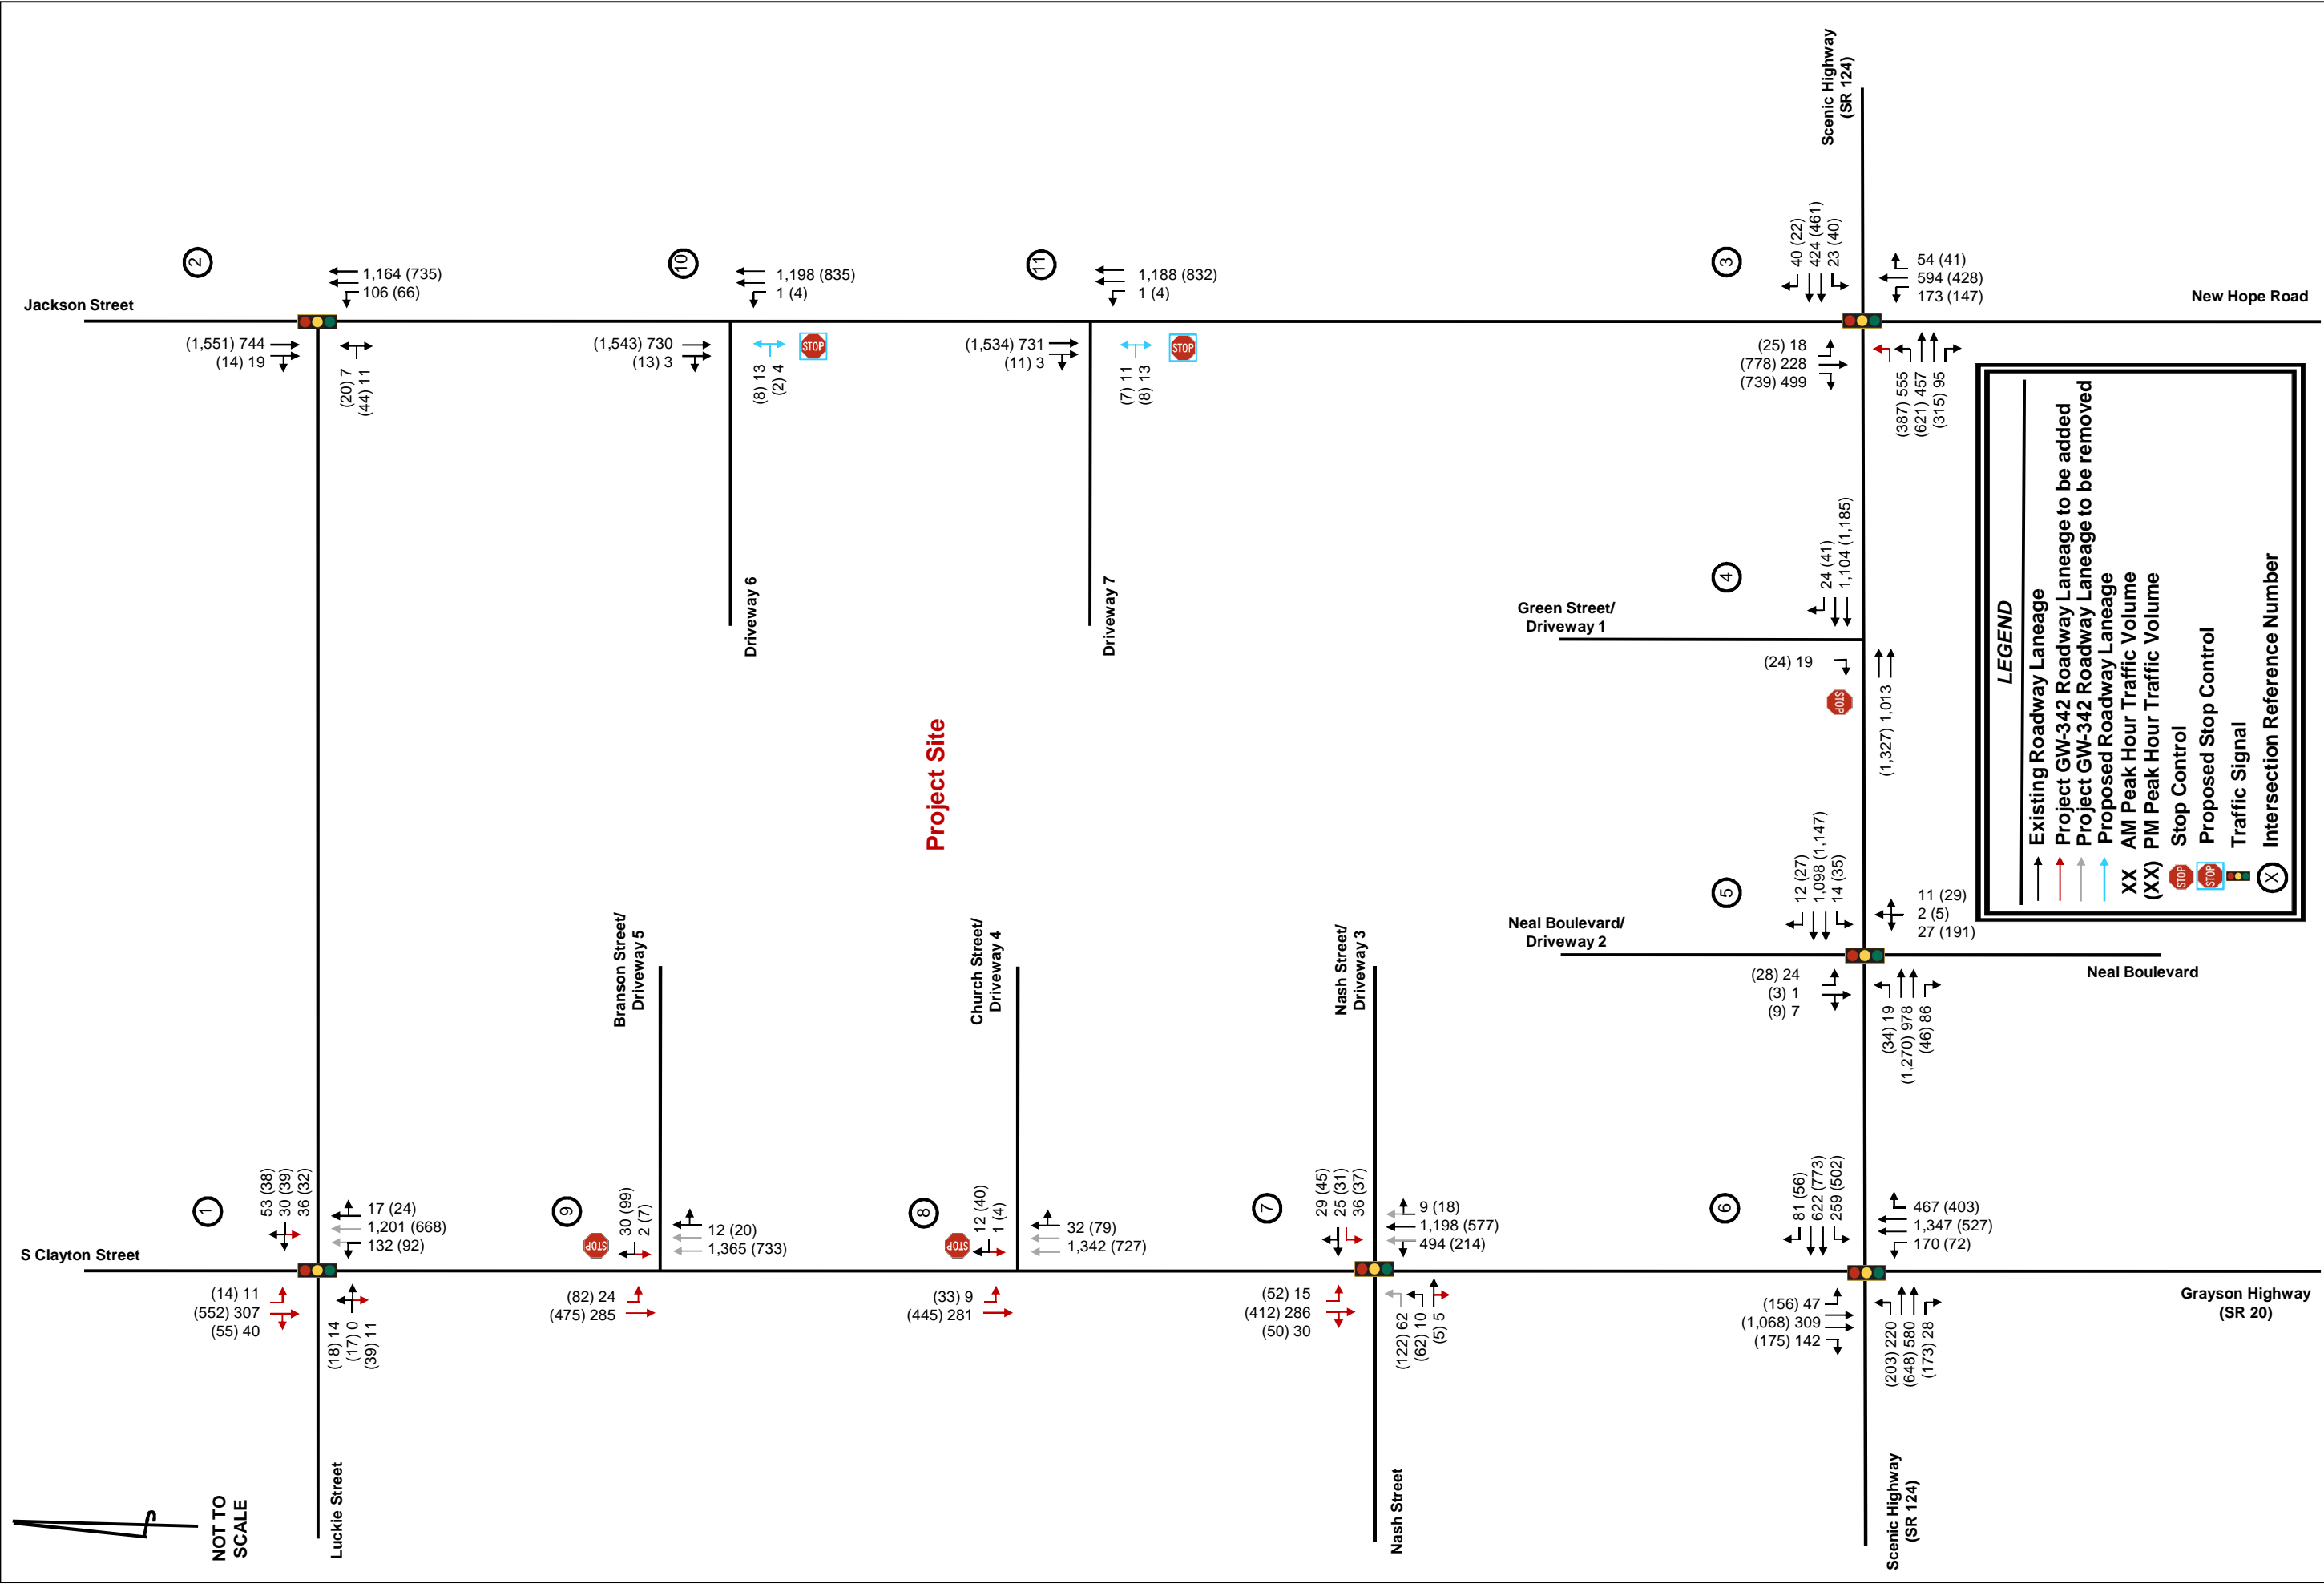 Scenic Highway
(SR 124)
2
10
11
3
Jackson Street
New Hope Road
1,164 (735)
106 (66)
1,198 (835)
1 (4)
1,188 (832)
1 (4)
40 (22)
424 (461)
23 (40)
54 (41)
594 (428)
173 (147)
(1,551) 744
(14) 19
(20) 7
(44) 11
(1,543) 730
(13) 3
(8) 13
(2) 4
STOP
(1,534) 731
(11) 3
(7) 11
(8) 13
STOP
(25) 18
(778) 228
(739) 499
(387) 555
(621) 457
(315) 95
Driveway 6
Driveway 7
4
Green Street/
Driveway 1
24 (41)
1,104 (1,185)
(24) 19
STOP
(1,327) 1,013
Project Site
5
Neal Boulevard/
Driveway 2
12 (27)
1,098 (1,147)
14 (35)
11 (29)
2 (5)
27 (191)
Neal Boulevard
(28) 24
(3) 1
(9) 7
(34) 19
(1,270) 978
(46) 86
LEGEND
Existing Roadway Laneage
Project GW-342 Roadway Laneage to be added
Project GW-342 Roadway Laneage to be removed
Proposed Roadway Laneage
XX AM Peak Hour Traffic Volume
(XX) PM Peak Hour Traffic Volume
STOP Stop Control
STOP Proposed Stop Control
Traffic Signal
X Intersection Reference Number
Branson Street/
Driveway 5
Church Street/
Driveway 4
Nash Street/
Driveway 3
1
53 (38)
30 (39)
36 (32)
17 (24)
1,201 (668)
132 (92)
9
STOP
30 (99)
2 (7)
12 (20)
1,365 (733)
8
STOP
12 (40)
1 (4)
32 (79)
1,342 (727)
7
29 (45)
25 (31)
36 (37)
9 (18)
1,198 (577)
494 (214)
6
81 (56)
622 (773)
259 (502)
467 (403)
1,347 (527)
170 (72)
S Clayton Street
Grayson Highway
(SR 20)
(14) 11
(552) 307
(55) 40
(18) 14
(17) 0
(39) 11
(82) 24
(475) 285
(33) 9
(445) 281
(52) 15
(412) 286
(50) 30
(122) 62
(62) 10
(5) 5
(156) 47
(1,068) 309
(175) 142
(203) 220
(648) 580
(173) 28
NOT TO
SCALE
Luckie Street
Nash Street
Scenic Highway
(SR 124)